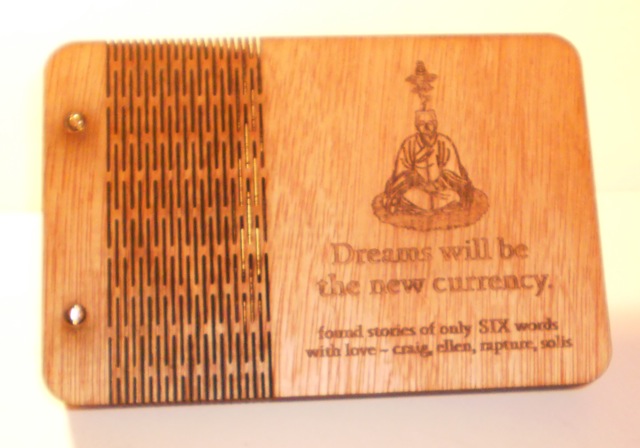 Dreams will be
the new currency.
found stories of only SIX words
with love ~ craig, ellen, rapture, solis